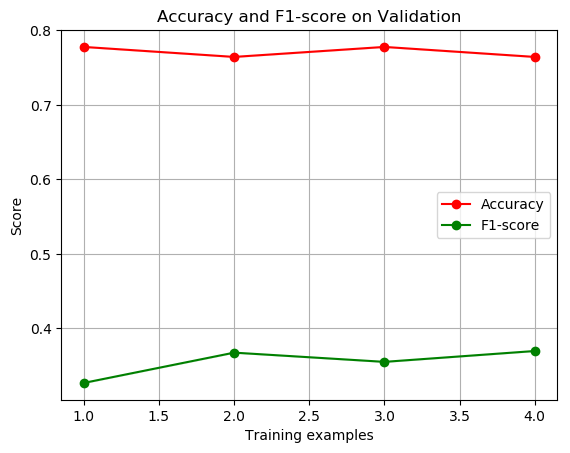 Accuracy and F1-score on Validation
0.8
0.7
0.6
0.5
0.4
Score
Accuracy
F1-score
1.0 1.5 2.0 2.5 3.0 3.5 4.0
Training examples